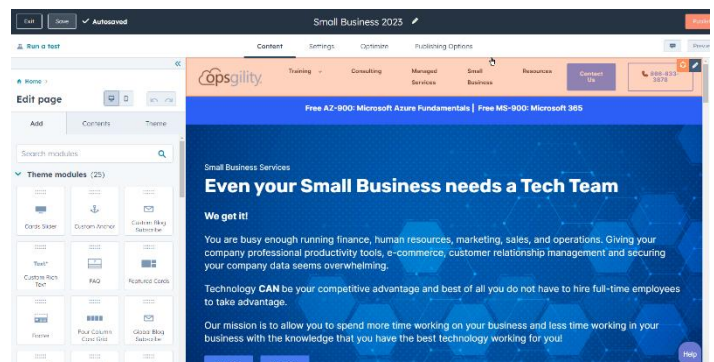 Exit
Save
Autosaved
Small Business 2023
Publish
Run a test
Content
Settings
Optimize
Publishing Options
Preview
Home
Edit page
Add
Contents
Theme
Search modules
Theme modules (25)
Cards Slider
Custom Anchor
Custom Blog
Subscribe
Text
Custom Rich
Text
FAQ
Featured Cards
Footer
Four Column
Card Grid
Global Blog
Subscribe
opsgility
Training
Consulting
Managed
Services
Small
Business
Resources
Contact
Us
866-833-
3878
Free AZ-900: Microsoft Azure Fundamentals | Free MS-900: Microsoft 365
Small Business Services
Even your Small Business needs a Tech Team
We get it!
You are busy enough running finance, human resources, marketing, sales, and operations. Giving your
company professional productivity tools, e-commerce, customer relationship management and securing
your company data seems overwhelming.
Technology CAN be your competitive advantage and best of all you do not have to hire full-time employees
to take advantage.
Our mission is to allow you to spend more time working on your business and less time working in your
business with the knowledge that you have the best technology working for you!
Help